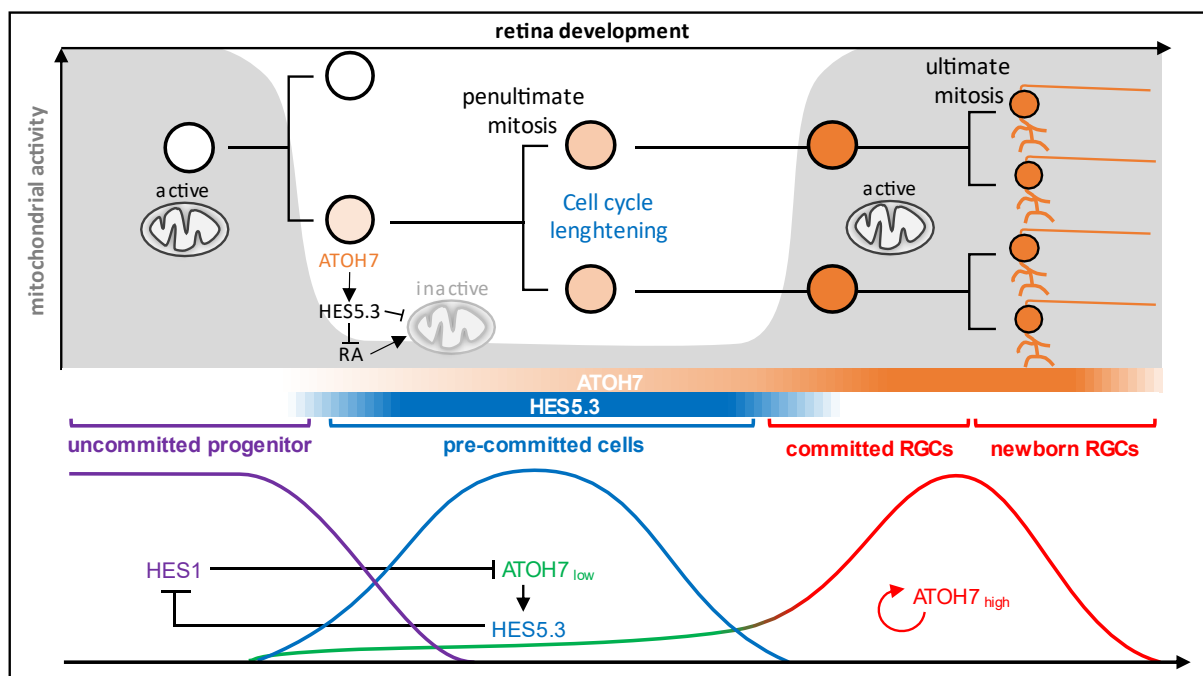 retina development
mitochondrial activity
active
ATOH7
HES5.3
RA
inactive
penultimate
mitosis
Cell cycle
lenghtening
active
ultimate
mitosis
ATOH7
HES5.3
uncommitted progenitor
pre-committed cells
committed RGCs
newborn RGCs
HES1
ATOH7 low
HES5.3
ATOH7 high